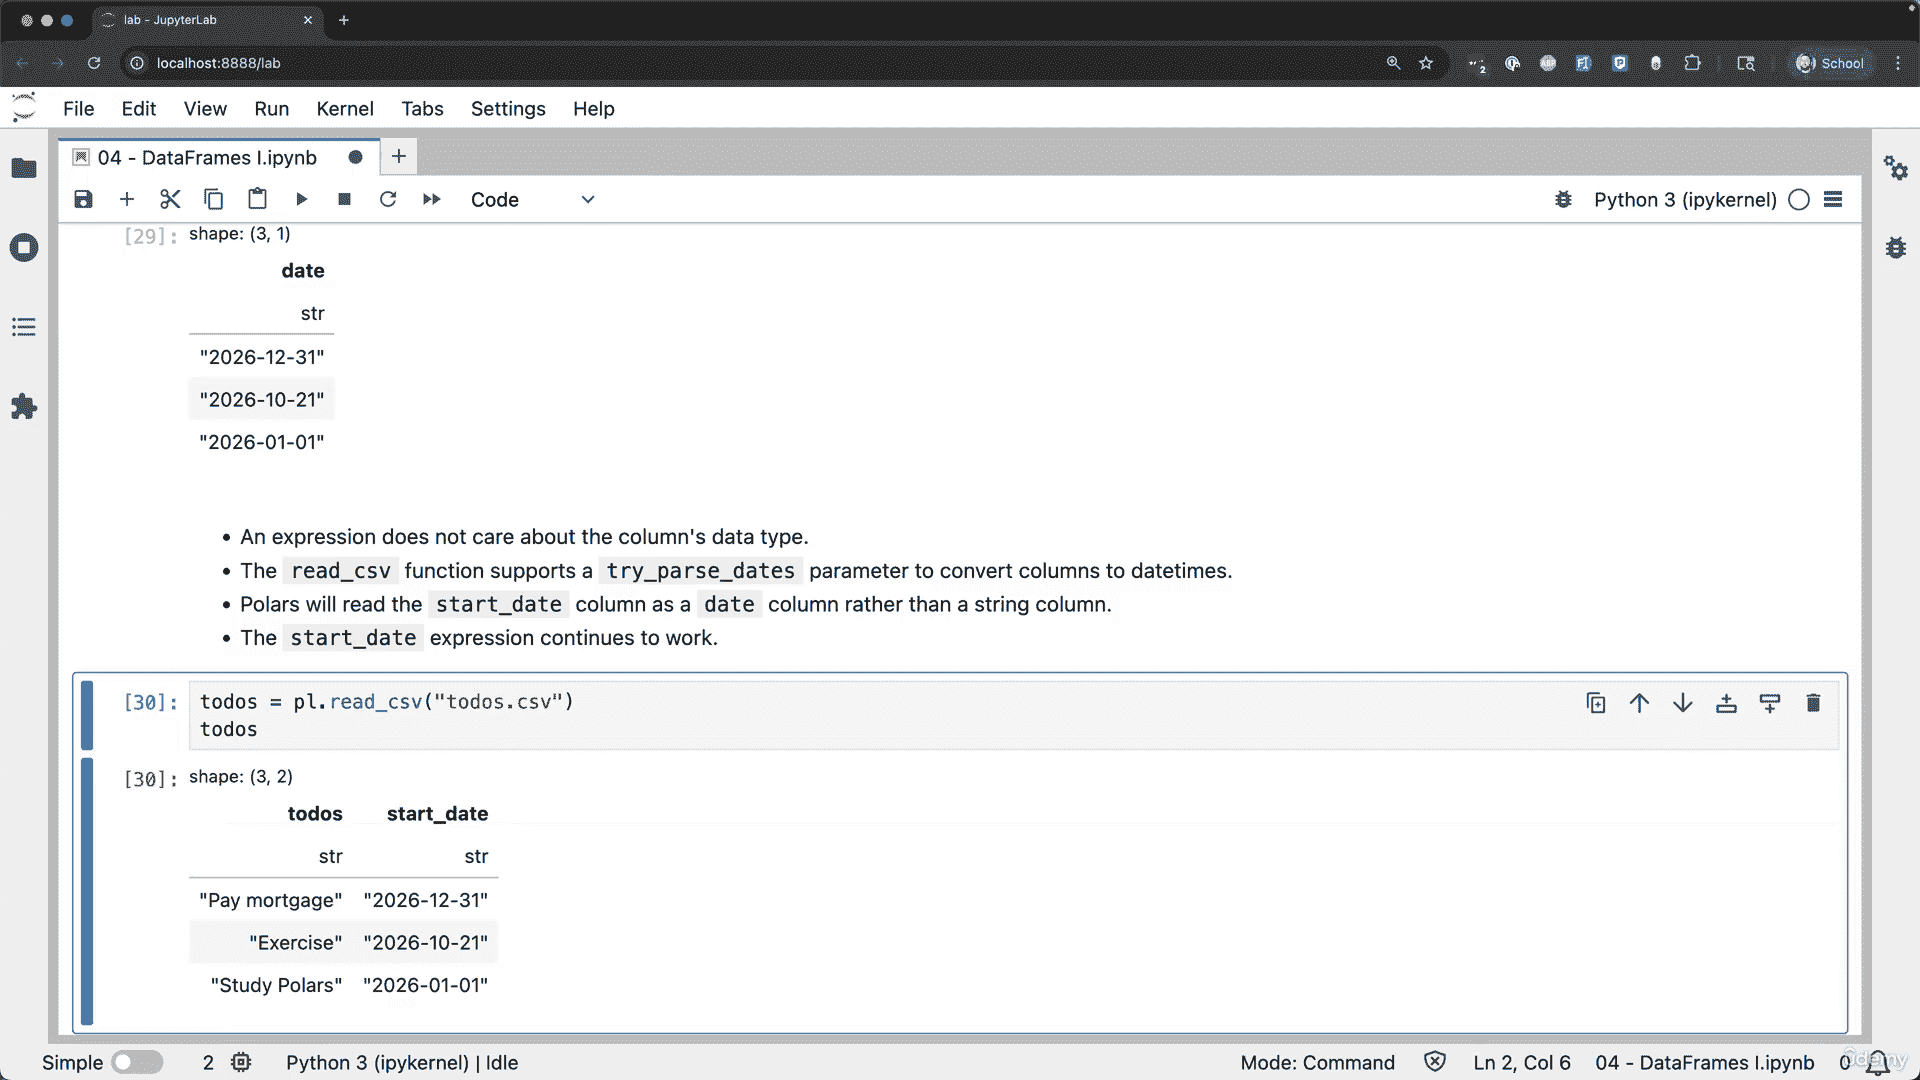 lab - JupyterLab
localhost:8888/lab
2
ABP
School
File Edit View Run Kernel Tabs Settings Help
04 - DataFrames I.ipynb
Code
Python 3 (ipykernel)
[29]: shape: (3, 1)
date
str
"2026-12-31"
"2026-10-21"
"2026-01-01"
• An expression does not care about the column's data type.
• The read_csv function supports a try_parse_dates parameter to convert columns to datetimes.
• Polars will read the start_date column as a date column rather than a string column.
• The start_date expression continues to work.
[30]: todos = pl.read_csv("todos.csv")
todos
[30]: shape: (3, 2)
todos start_date
str str
"Pay mortgage" "2026-12-31"
"Exercise" "2026-10-21"
"Study Polars" "2026-01-01"
Simple 2 Python 3 (ipykernel) | Idle Mode: Command Ln 2, Col 6 04 - DataFrames I.ipynb 0
udemy